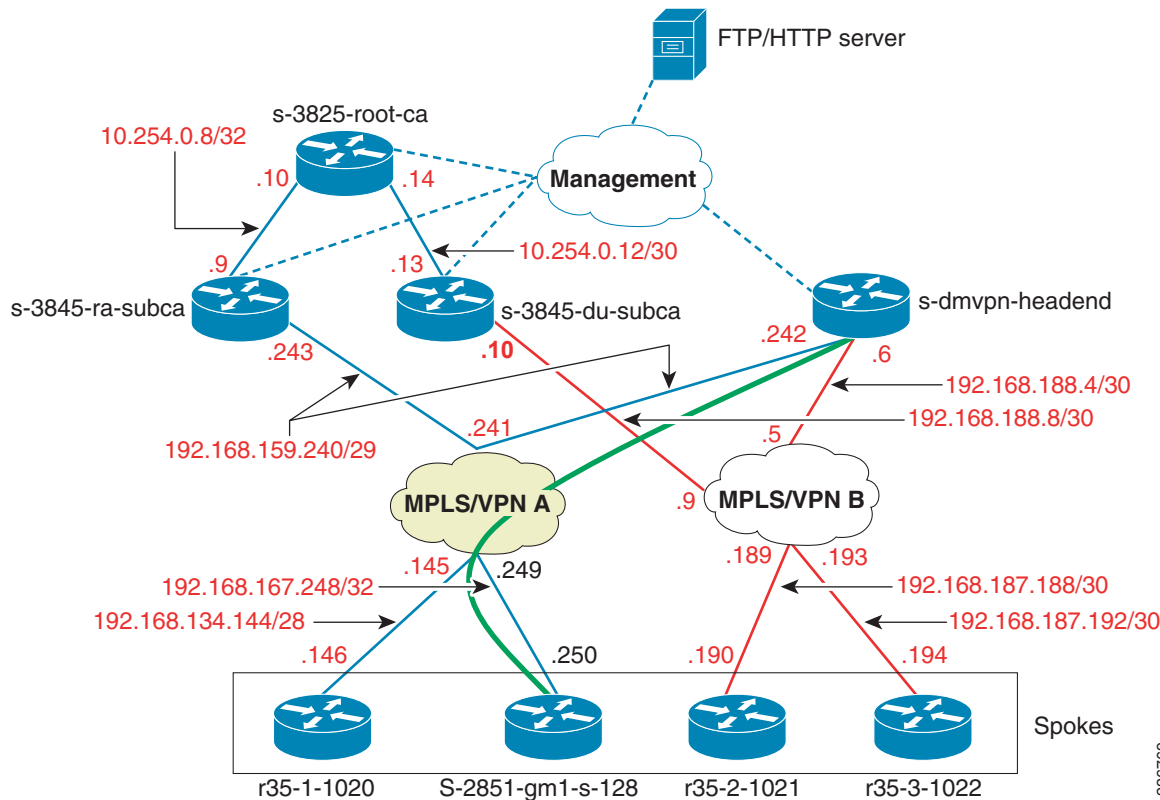 FTP/HTTP server
s-3825-root-ca
10.254.0.8/32
Management
.10
.14
10.254.0.12/30
.9
.13
s-3845-ra-subca
s-3845-du-subca
s-dmvpn-headend
.243
.10
.242
.6
192.168.188.4/30
192.168.188.8/30
.241
.5
192.168.159.240/29
MPLS/VPN A
.9
MPLS/VPN B
.145
.249
.189
.193
192.168.167.248/32
192.168.187.188/30
192.168.134.144/28
192.168.187.192/30
.146
.250
.190
.194
Spokes
r35-1-1020
S-2851-gm1-s-128
r35-2-1021
r35-3-1022